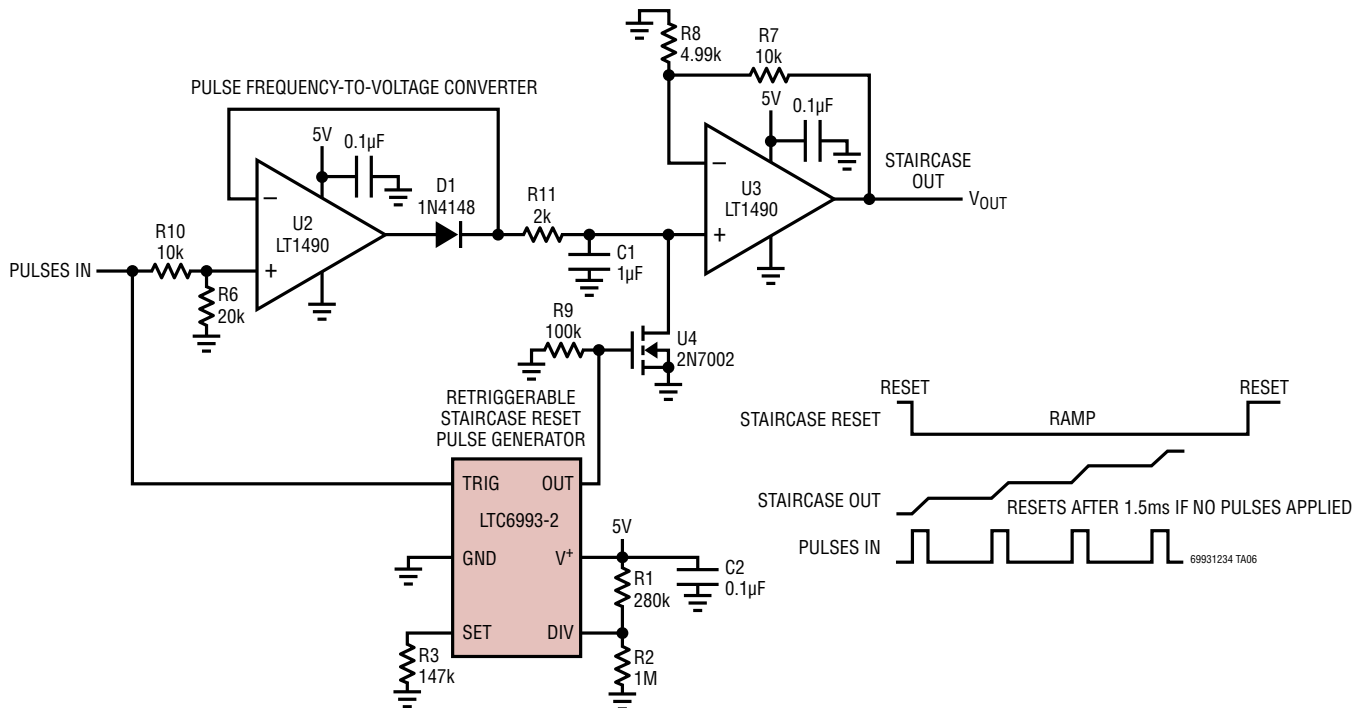 R8
4.99k
R7
10k
PULSE FREQUENCY-TO-VOLTAGE CONVERTER
5V
0.1µF
5V
0.1µF
STAIRCASE
OUT
−
D1
1N4148
R11
2k
−
U3
LT1490
VOUT
U2
LT1490
R10
10k
+
C1
1µF
PULSES IN
+
R6
20k
R9
100k
U4
2N7002
RETRIGGERABLE
STAIRCASE RESET
PULSE GENERATOR
TRIG
OUT
LTC6993-2
GND
V+
5V
C2
0.1µF
R1
280k
SET
DIV
R3
147k
R2
1M
RESET
RESET
STAIRCASE RESET
RAMP
STAIRCASE OUT
RESETS AFTER 1.5ms IF NO PULSES APPLIED
PULSES IN
69931234 TA06